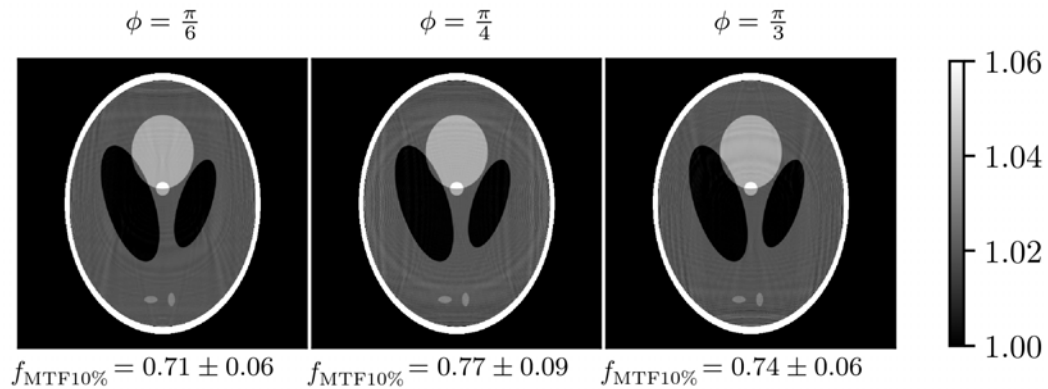 ϕ = π/6
ϕ = π/4
ϕ = π/3
1.06
1.04
1.02
1.00
f_MTF10% = 0.71 ± 0.06
f_MTF10% = 0.77 ± 0.09
f_MTF10% = 0.74 ± 0.06